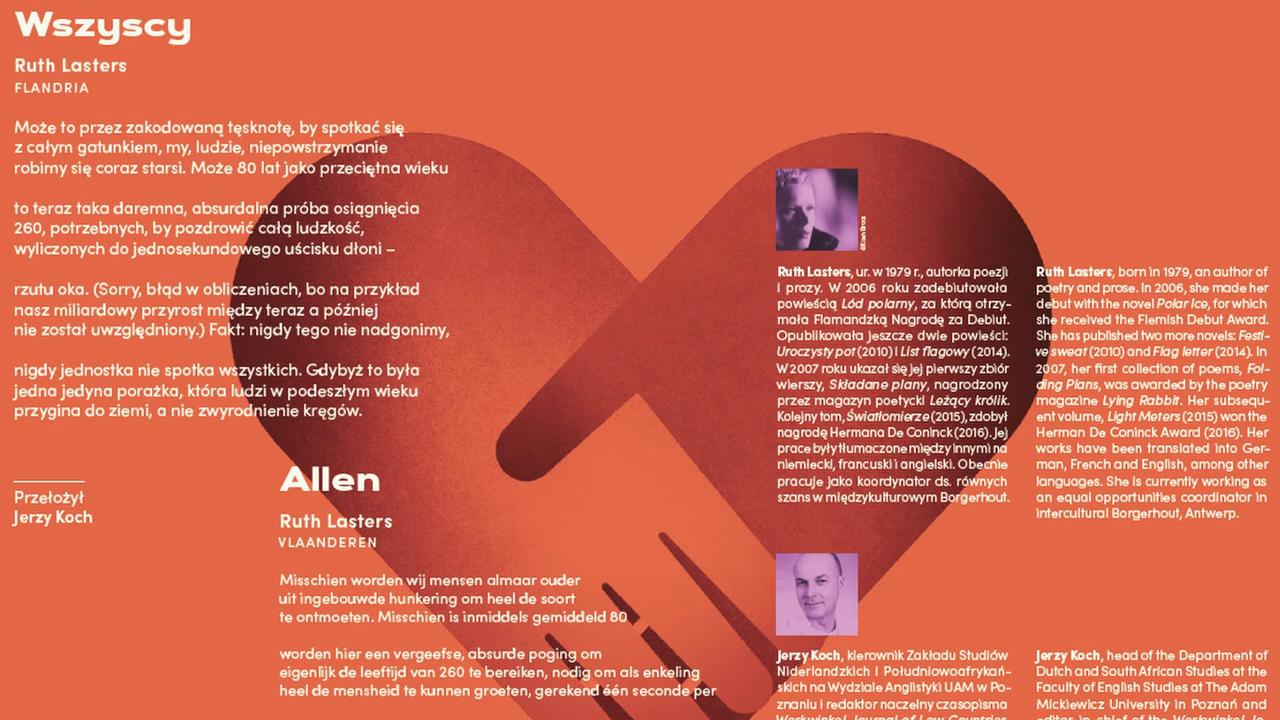 Wszyscy
Ruth Lasters
FLANDRIA
Może to przez zakodowaną tęsknotę, by spotkać się
z całym gatunkiem, my, ludzie, niepowstrzymanie
robimy się coraz starsi. Może 80 lat jako przeciętna wieku
to teraz taka daremna, absurdalna próba osiągnięcia
260, potrzebnych, by pozdrowić całą ludzkość,
wyliczonych do jednosekundowego uścisku dłoni –
rzutu oka. (Sorry, błąd w obliczeniach, bo na przykład
nasz miliardowy przyrost między teraz a później
nie został uwzględniony.) Fakt: nigdy tego nie nadgonimy,
nigdy jednostka nie spotka wszystkich. Gdybyż to była
jedna jedyna porażka, która ludzi w podeszłym wieku
przygina do ziemi, a nie zwyrodnienie kręgów.
Przełożył
Jerzy Koch
Allen
Ruth Lasters
VLAANDEREN
Misschien worden wij mensen almaar ouder
uit ingebouwde hunkering om heel de soort
te ontmoeten. Misschien is inmiddels gemiddeld 80
worden hier een vergeefse, absurde poging om
eigenlijk de leeftijd van 260 te bereiken, nodig om als enkeling
heel de mensheid te kunnen groeten, gerekend één seconde per
Ruth Lasters, ur. w 1979 r., autorka poezji
i prozy. W 2006 roku zadebiutowała
powieścią Lód polarny, za którą otrzy-
mała Flamandzką Nagrodę za Debiut.
Opublikowała jeszcze dwie powieści:
Uroczysty pot (2010) i List flagowy (2014).
W 2007 roku ukazał się jej pierwszy zbiór
wierszy, Składane plany, nagrodzony
przez magazyn poetycki Leżący królik.
Kolejny tom, Światłomierze (2015), zdobył
nagrodę Hermana De Coninck (2016). Jej
prace były tłumaczone między innymi na
niemiecki, francuski i angielski. Obecnie
pracuje jako koordynator ds. równych
szans w międzykulturowym Borgerhout.
Ruth Lasters, born in 1979, an author of
poetry and prose. In 2006, she made her
debut with the novel Polar Ice, for which
she received the Flemish Debut Award.
She has published two more novels: Festi-
ve sweat (2010) and Flag letter (2014). In
2007, her first collection of poems, Fol-
ding Plans, was awarded by the poetry
magazine Lying Rabbit. Her subsequ-
ent volume, Light Meters (2015) won the
Herman De Coninck Award (2016). Her
works have been translated into Ger-
man, French and English, among other
languages. She is currently working as
an equal opportunities coordinator in
intercultural Borgerhout, Antwerp.
Jerzy Koch, kierownik Zakładu Studiów
Niderlandzkich i Południowoafrykań-
skich na Wydziale Anglistyki UAM w Po-
znaniu i redaktor naczelny czasopisma
Werkwinkel. Journal of Low Countries
Jerzy Koch, head of the Department of
Dutch and South African Studies at the
Faculty of English Studies at The Adam
Mickiewicz University in Poznań and
editor in chief of the Werkwinkel. Jo